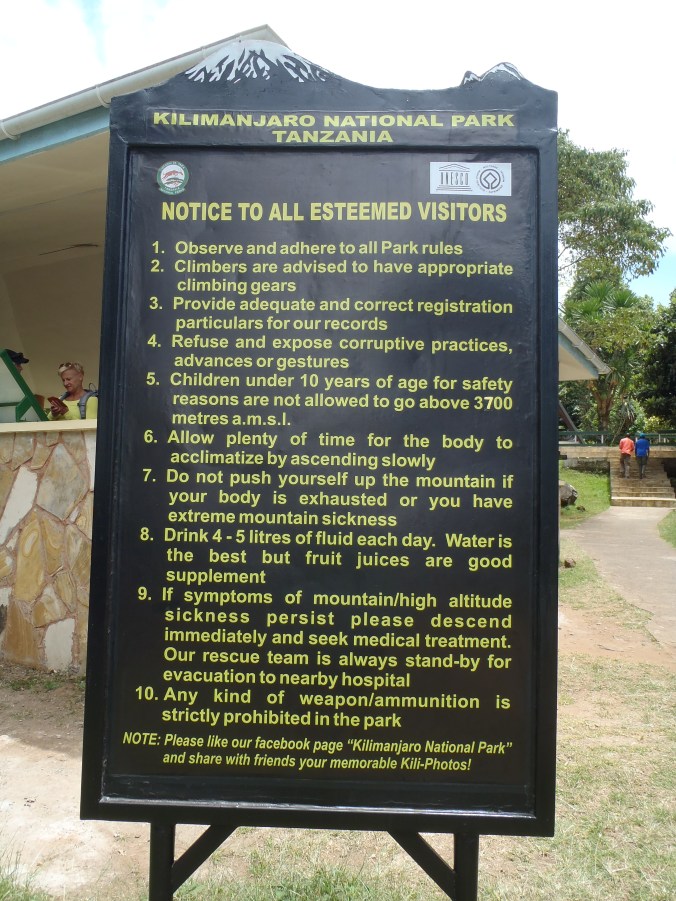 KILIMANJARO NATIONAL PARK
TANZANIA
UNESCO
NOTICE TO ALL ESTEEMED VISITORS
1. Observe and adhere to all Park rules
2. Climbers are advised to have appropriate
climbing gears
3. Provide adequate and correct registration
particulars for our records
4. Refuse and expose corruptive practices,
advances or gestures
5. Children under 10 years of age for safety
reasons are not allowed to go above 3700
metres a.m.s.l.
6. Allow plenty of time for the body to
acclimatize by ascending slowly
7. Do not push yourself up the mountain if
your body is exhausted or you have
extreme mountain sickness
8. Drink 4 - 5 litres of fluid each day. Water is
the best but fruit juices are good
supplement
9. If symptoms of mountain/high altitude
sickness persist please descend
immediately and seek medical treatment.
Our rescue team is always stand-by for
evacuation to nearby hospital
10. Any kind of weapon/ammunition is
strictly prohibited in the park
NOTE: Please like our facebook page “Kilimanjaro National Park”
and share with friends your memorable Kili-Photos!